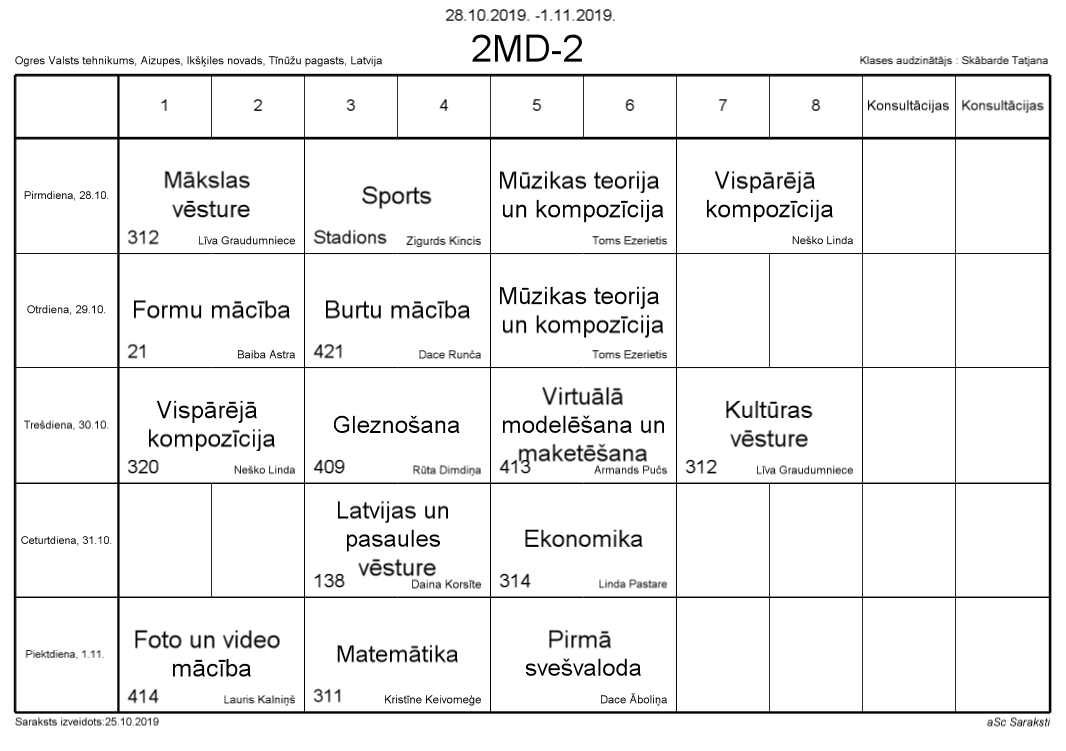 28.10.2019. -1.11.2019.
2MD-2
Ogres Valsts tehnikums, Aizupes, Ikšķiles novads, Tīnūžu pagasts, Latvija
Klases audzinātājs : Skābarde Tatjana
1 2 3 4 5 6 7 8 Konsultācijas Konsultācijas
Pirmdiena, 28.10.
Mākslas
vēsture
312 Līva Graudumniece
Sports
Stadions Zigurds Kincis
Mūzikas teorija
un kompozīcija
Toms Ezerietis
Vispārējā
kompozīcija
Neško Linda
Otrdiena, 29.10.
Formu mācība
21 Baiba Astra
Burtu mācība
421 Dace Runča
Mūzikas teorija
un kompozīcija
Toms Ezerietis
Trešdiena, 30.10.
Vispārējā
kompozīcija
320 Neško Linda
Gleznošana
409 Rūta Dimdiņa
Virtuālā
modelēšana un
maketēšana
413 Armands Pučs
Kultūras
vēsture
312 Līva Graudumniece
Ceturtdiena, 31.10.
Latvijas un
pasaules
vēsture
138 Daina Korsīte
Ekonomika
314 Linda Pastare
Piektdiena, 1.11.
Foto un video
mācība
414 Lauris Kalniņš
Matemātika
311 Kristīne Keivomeģe
Pirmā
svešvaloda
Dace Āboliņa
Saraksts izveidots:25.10.2019
aSc Saraksti